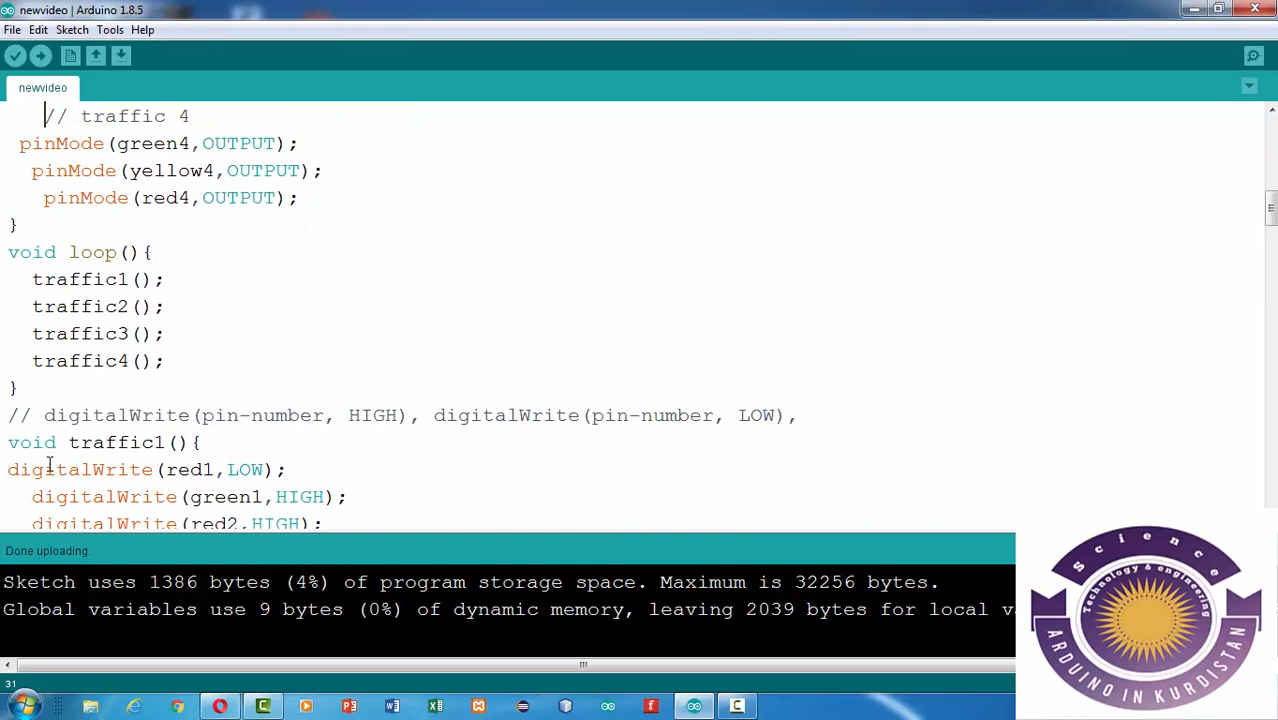 newvideo | Arduino 1.8.5
File Edit Sketch Tools Help
newvideo
// traffic 4
pinMode(green4,OUTPUT);
pinMode(yellow4,OUTPUT);
pinMode(red4,OUTPUT);
}
void loop(){
traffic1();
traffic2();
traffic3();
traffic4();
}
// digitalWrite(pin-number, HIGH), digitalWrite(pin-number, LOW),
void traffic1(){
digitalWrite(red1,LOW);
digitalWrite(green1,HIGH);
digitalWrite(red2,HIGH);
Done uploading.
Sketch uses 1386 bytes (4%) of program storage space. Maximum is 32256 bytes.
Global variables use 9 bytes (0%) of dynamic memory, leaving 2039 bytes for local v
31
Science
Technology & engineering
ARDUINO IN KURDISTAN